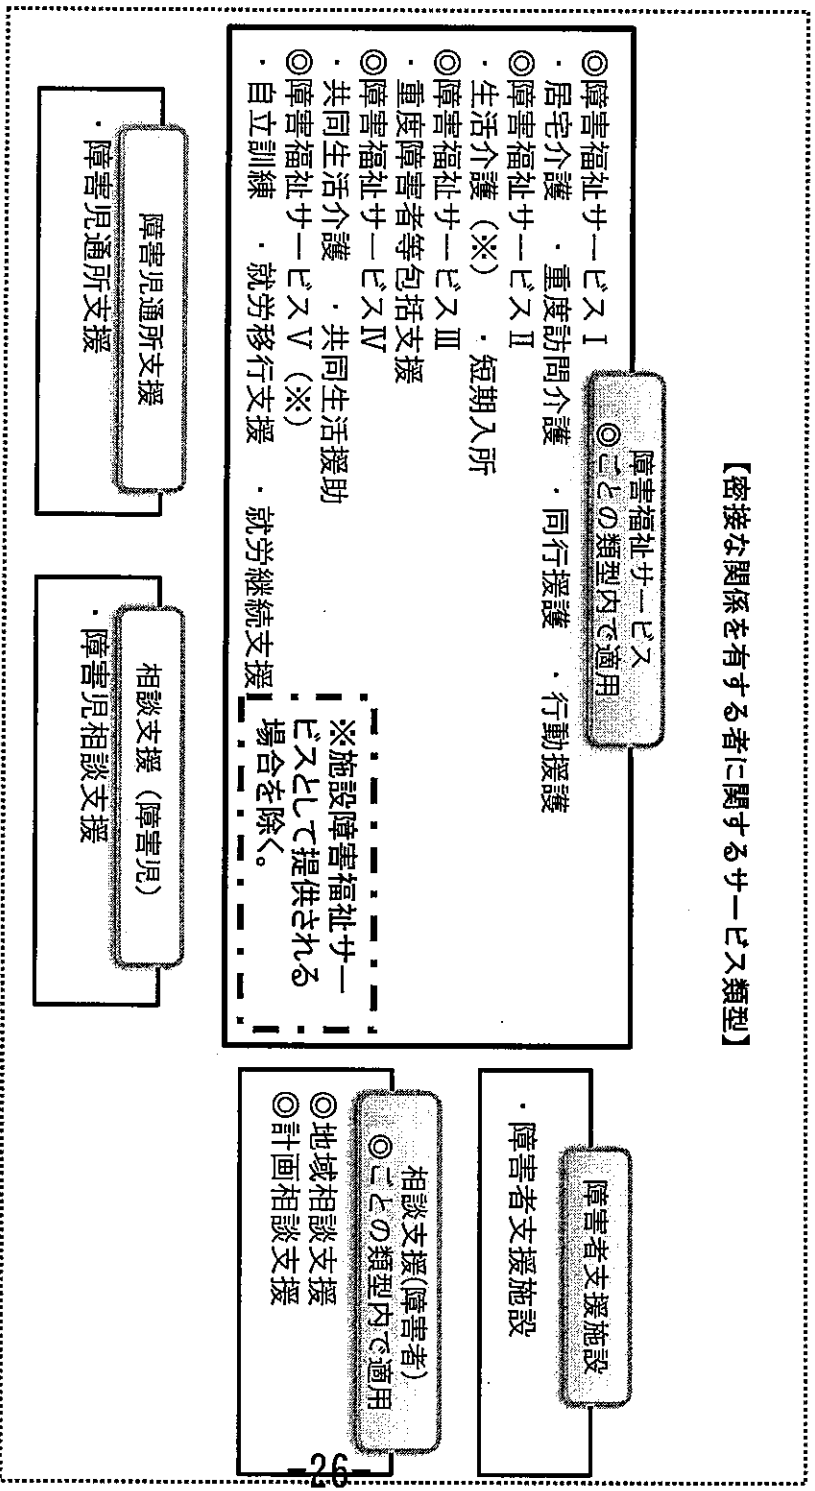 【密接な関係を有する者に関するサービス類型】
障害福祉サービス
◎ごとの類型内で適用
◎障害福祉サービスⅠ
・居宅介護 ・重度訪問介護 ・同行援護 ・行動援護
◎障害福祉サービスⅡ
・生活介護（※） ・短期入所
◎障害福祉サービスⅢ
・重度障害者等包括支援
◎障害福祉サービスⅣ
・共同生活介護 ・共同生活援助
◎障害福祉サービスⅤ（※）
・自立訓練 ・就労移行支援 ・就労継続支援
※施設障害福祉サー
ビスとして提供される
場合を除く。
障害者支援施設
・障害者支援施設
相談支援(障害者)
◎ごとの類型内で適用
◎地域相談支援
◎計画相談支援
障害児通所支援
・障害児通所支援
相談支援（障害児）
・障害児相談支援
-26-